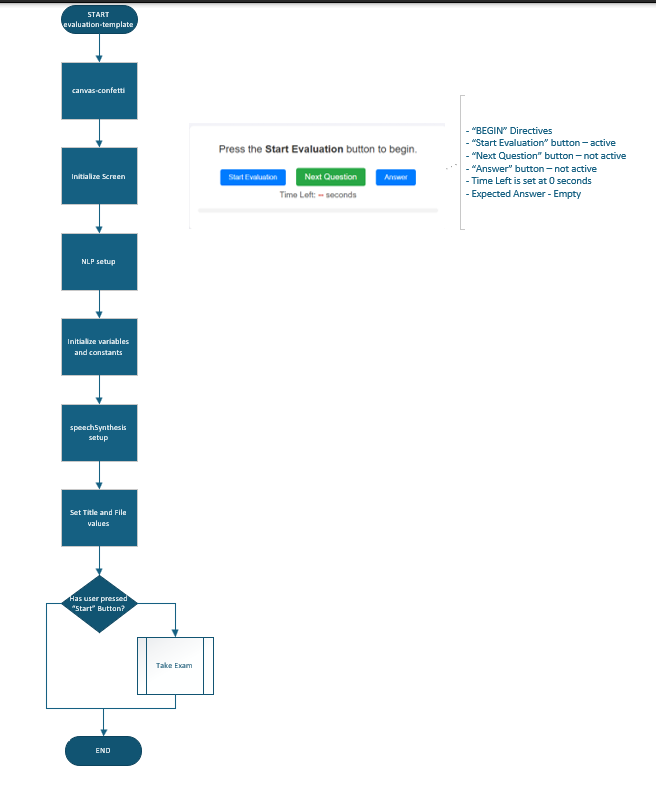 START
evaluation-template
canvas-confetti
Initialize Screen
NLP setup
Initialize variables
and constants
speechSynthesis
setup
Set Title and File
values
Has user pressed
“Start” Button?
Take Exam
END
Press the Start Evaluation button to begin.
Start Evaluation
Next Question
Answer
Time Left: -- seconds
- “BEGIN” Directives
- “Start Evaluation” button – active
- “Next Question” button – not active
- “Answer” button – not active
- Time Left is set at 0 seconds
- Expected Answer - Empty